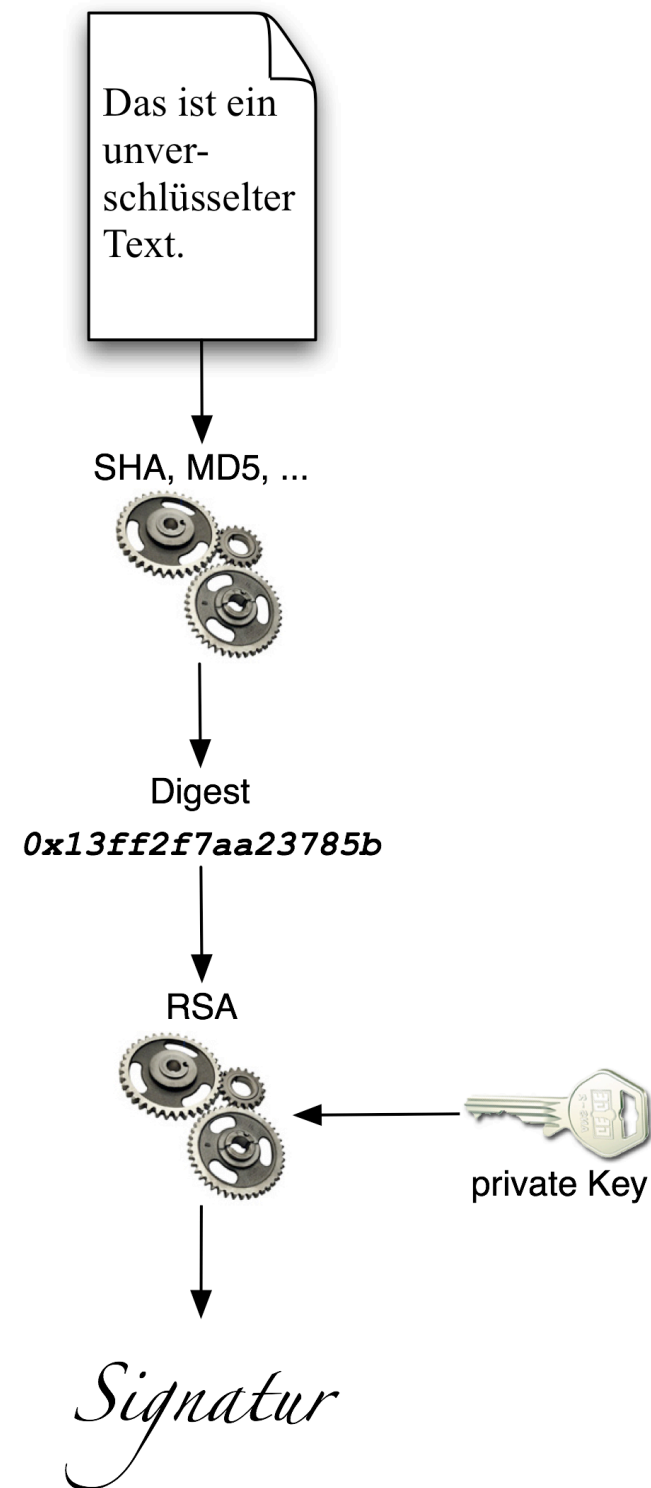 Das ist ein
unver-
schlüsselter
Text.
SHA, MD5, ...
Digest
0x13ff2f7aa23785b
RSA
private Key
Signatur